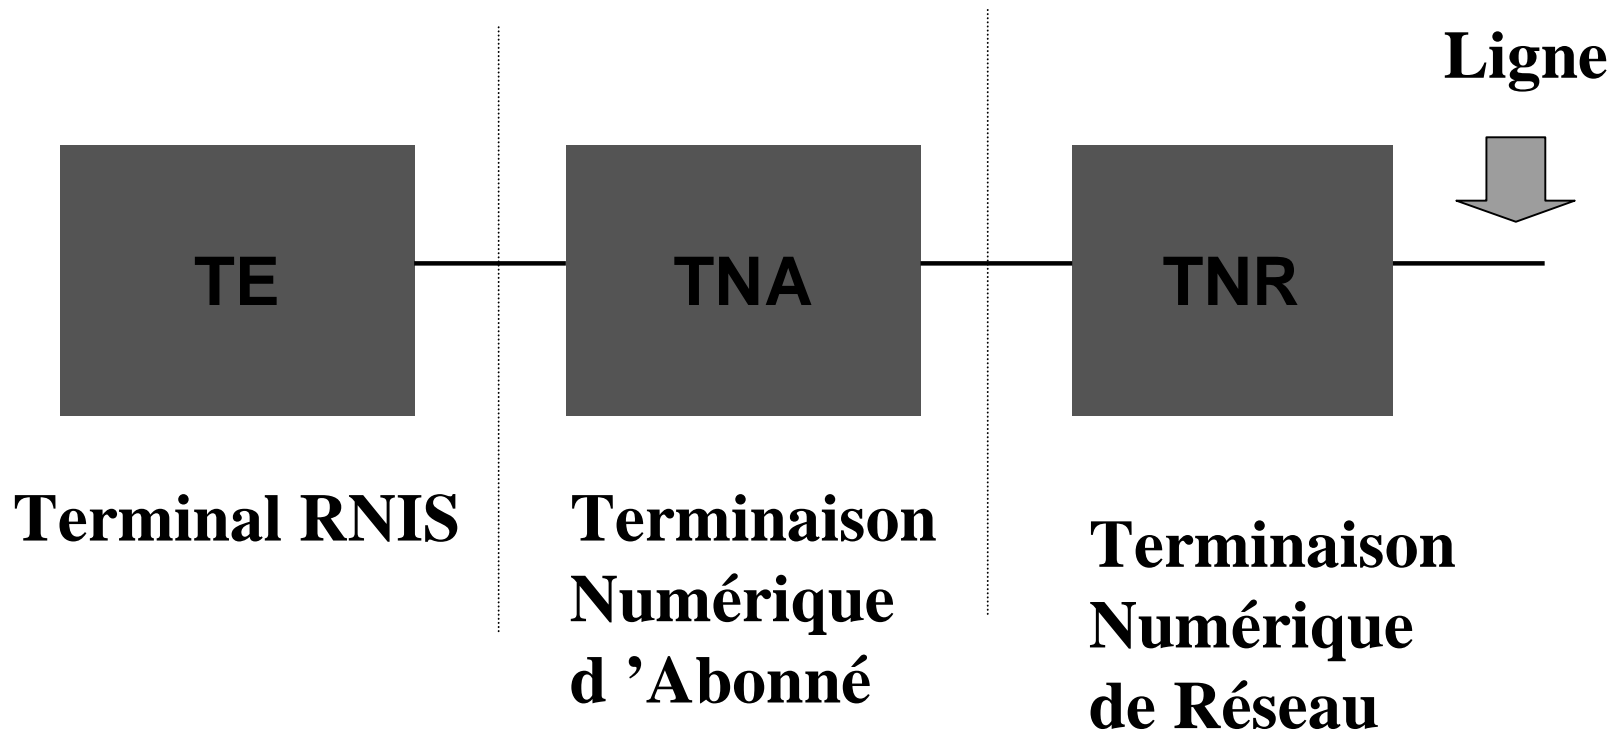 Ligne
TE
TNA
TNR
Terminal RNIS
Terminaison
Numérique
d ’Abonné
Terminaison
Numérique
de Réseau